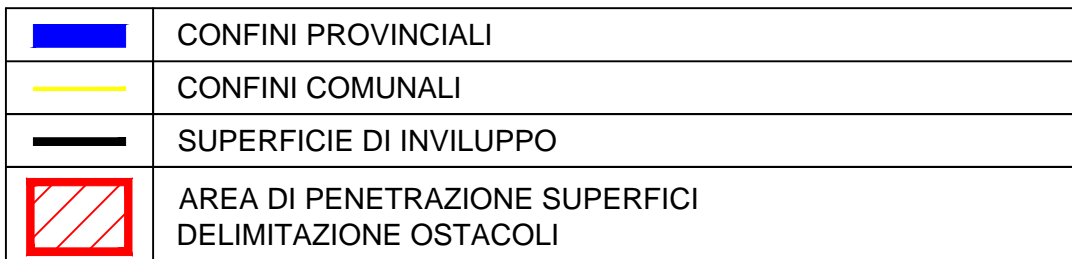 CONFINI PROVINCIALI
CONFINI COMUNALI
SUPERFICIE DI INVILUPPO
AREA DI PENETRAZIONE SUPERFICI
DELIMITAZIONE OSTACOLI